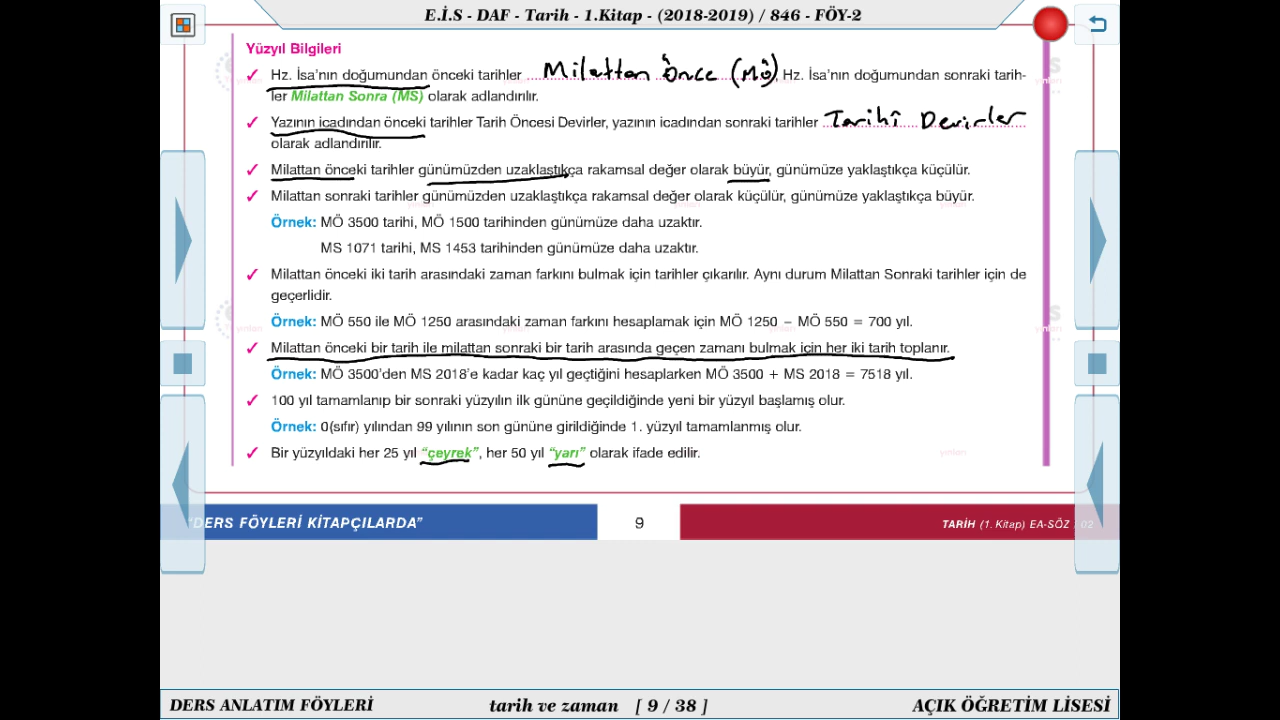 E.İ.S - DAF - Tarih - 1.Kitap - (2018-2019) / 846 - FÖY-2
Yüzyıl Bilgileri
✓ Hz. İsa'nın doğumundan önceki tarihler Milattan Önce (MÖ), Hz. İsa'nın doğumundan sonraki tarih-
ler Milattan Sonra (MS) olarak adlandırılır.
✓ Yazının icadından önceki tarihler Tarih Öncesi Devirler, yazının icadından sonraki tarihler Tarihî Devirler
olarak adlandırılır.
✓ Milattan önceki tarihler günümüzden uzaklaştıkça rakamsal değer olarak büyür, günümüze yaklaştıkça küçülür.
✓ Milattan sonraki tarihler günümüzden uzaklaştıkça rakamsal değer olarak küçülür, günümüze yaklaştıkça büyür.
Örnek: MÖ 3500 tarihi, MÖ 1500 tarihinden günümüze daha uzaktır.
MS 1071 tarihi, MS 1453 tarihinden günümüze daha uzaktır.
✓ Milattan önceki iki tarih arasındaki zaman farkını bulmak için tarihler çıkarılır. Aynı durum Milattan Sonraki tarihler için de
geçerlidir.
Örnek: MÖ 550 ile MÖ 1250 arasındaki zaman farkını hesaplamak için MÖ 1250 – MÖ 550 = 700 yıl.
✓ Milattan önceki bir tarih ile milattan sonraki bir tarih arasında geçen zamanı bulmak için her iki tarih toplanır.
Örnek: MÖ 3500'den MS 2018'e kadar kaç yıl geçtiğini hesaplarken MÖ 3500 + MS 2018 = 7518 yıl.
✓ 100 yıl tamamlanıp bir sonraki yüzyılın ilk gününe geçildiğinde yeni bir yüzyıl başlamış olur.
Örnek: 0(sıfır) yılından 99 yılının son gününe girildiğinde 1. yüzyıl tamamlanmış olur.
✓ Bir yüzyıldaki her 25 yıl "çeyrek", her 50 yıl "yarı" olarak ifade edilir.
"DERS FÖYLERİ KİTAPÇILARDA"
9
TARİH (1. Kitap) EA-SÖZ / 02
DERS ANLATIM FÖYLERİ
tarih ve zaman [ 9 / 38 ]
AÇIK ÖĞRETİM LİSESİ